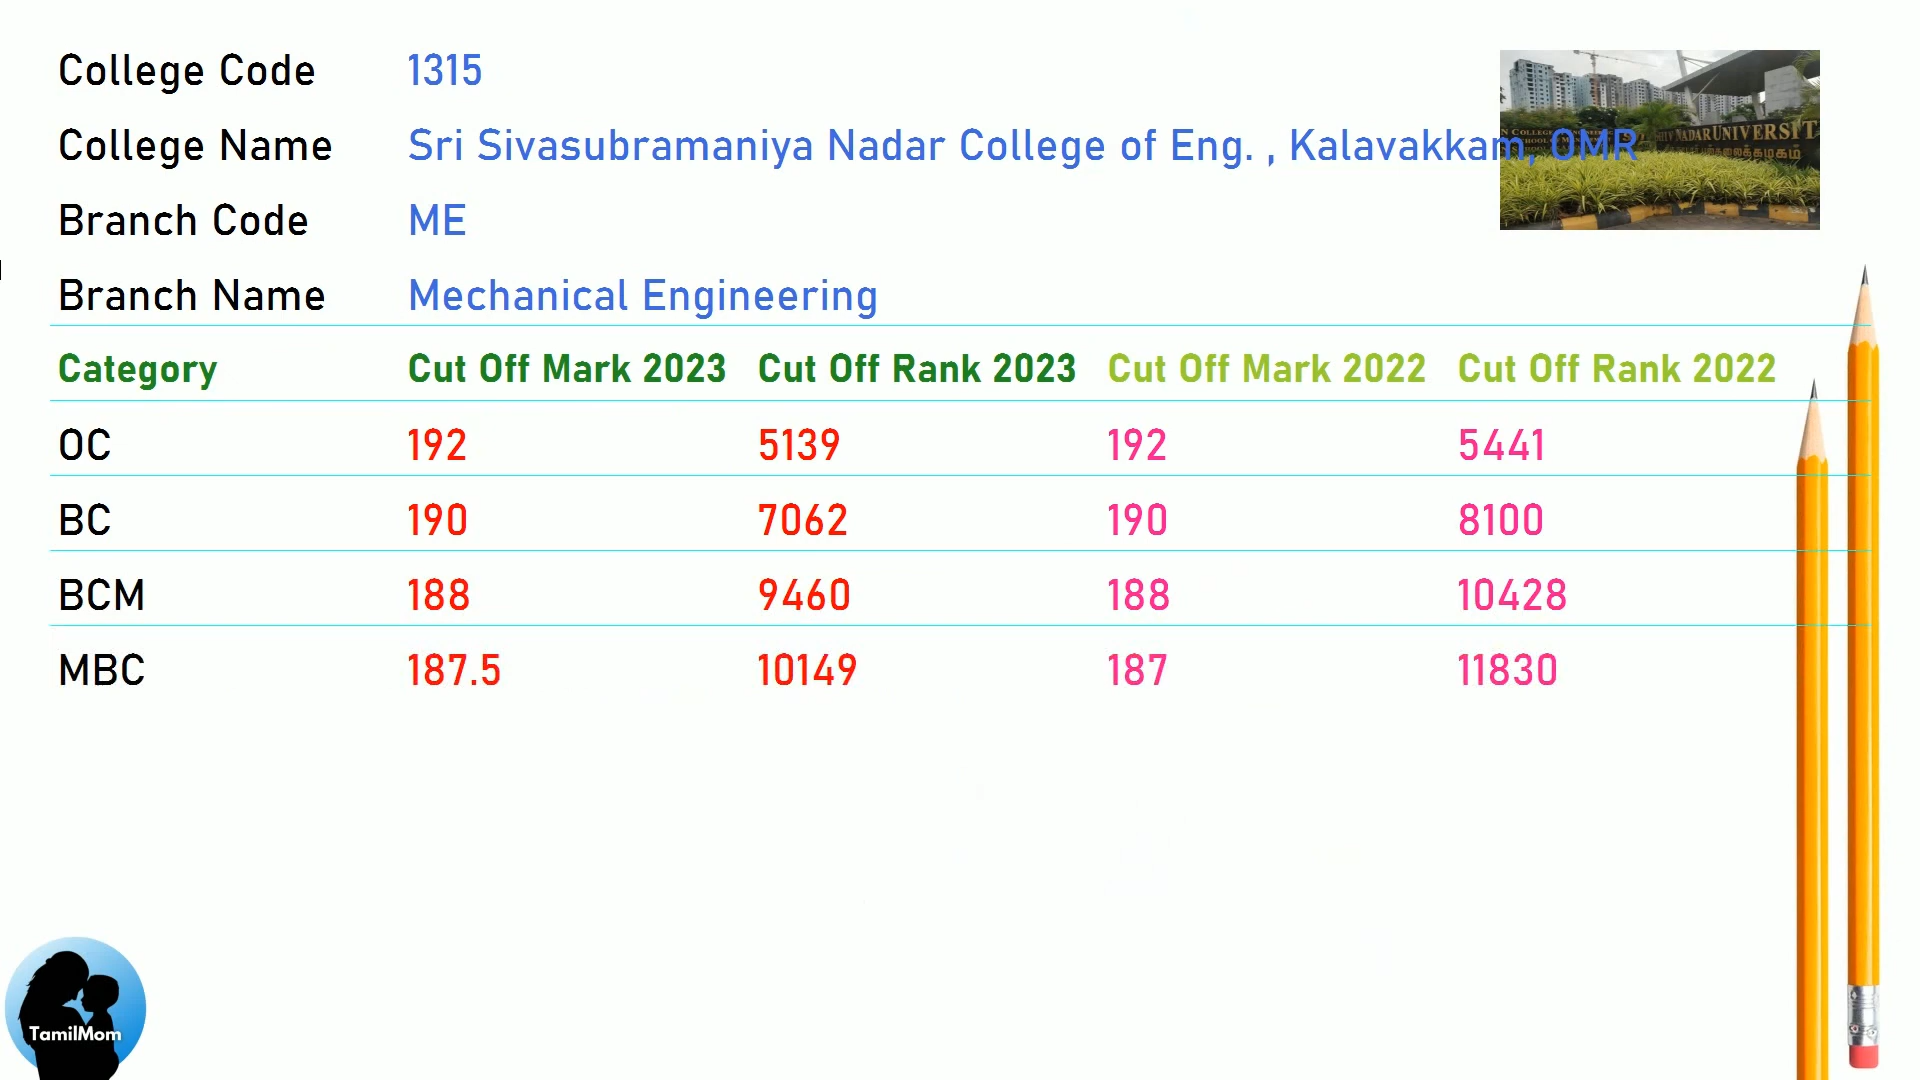 College Code 1315
College Name Sri Sivasubramaniya Nadar College of Eng. , Kalavakkam, OMR
NADAR UNIVERSIT
Branch Code ME
Branch Name Mechanical Engineering
Category Cut Off Mark 2023 Cut Off Rank 2023 Cut Off Mark 2022 Cut Off Rank 2022
OC 192 5139 192 5441
BC 190 7062 190 8100
BCM 188 9460 188 10428
MBC 187.5 10149 187 11830
TamilMom